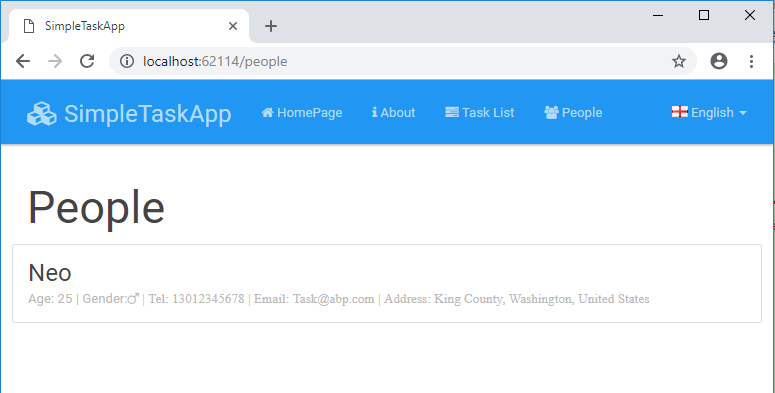 SimpleTaskApp
localhost:62114/people
SimpleTaskApp HomePage About Task List People English
People
Neo
Age: 25 | Gender:♂ | Tel: 13012345678 | Email: Task@abp.com | Address: King County, Washington, United States